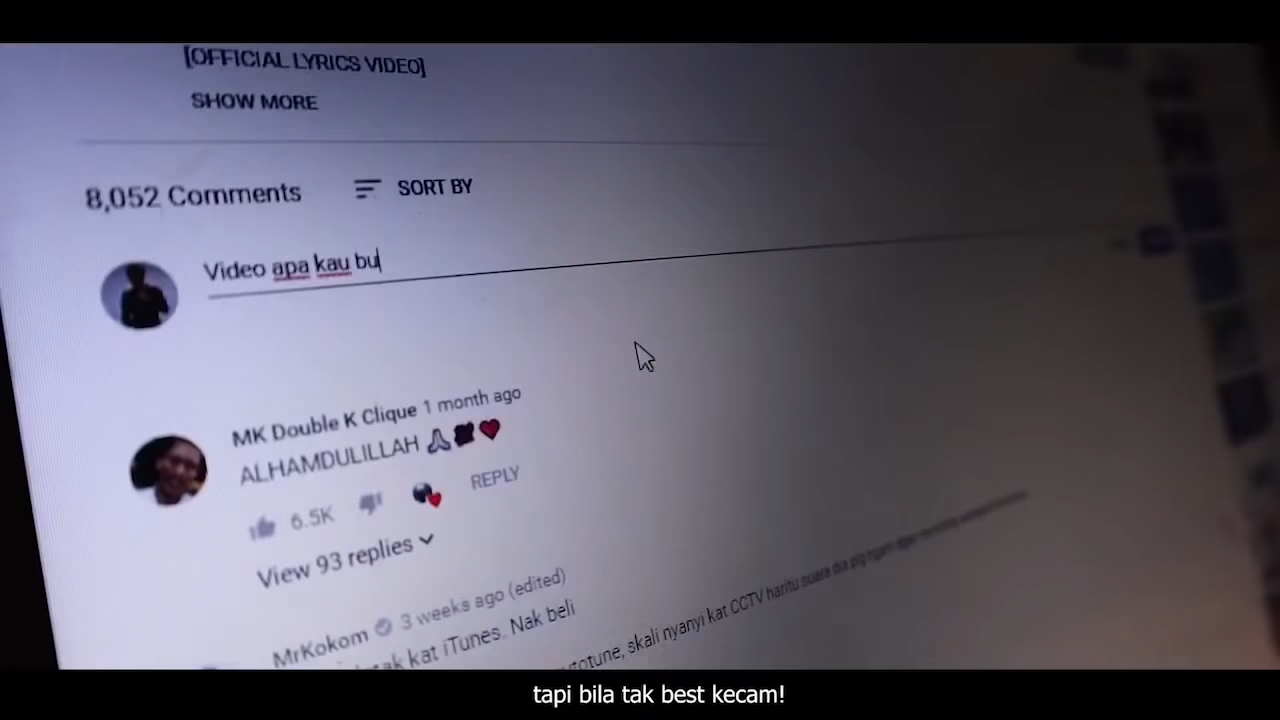 [OFFICIAL LYRICS VIDEO]
SHOW MORE
8,052 Comments SORT BY
Video apa kau bu
MK Double K Clique 1 month ago
ALHAMDULILLAH
6.5K REPLY
View 93 replies
MrKokom 3 weeks ago (edited)
kat iTunes. Nak beli
skali nyanyi kat CCTV haritu suara dia
tapi bila tak best kecam!